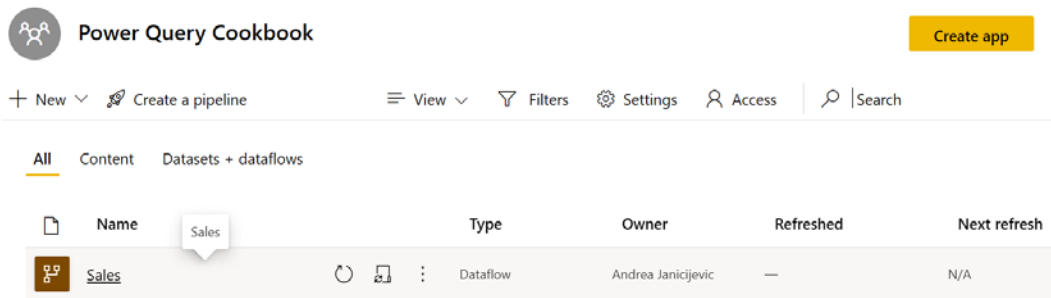 Power Query Cookbook
Create app
New Create a pipeline View Filters Settings Access Search
All Content Datasets + dataflows
Name Type Owner Refreshed Next refresh
Sales
Sales Dataflow Andrea Janicijevic — N/A